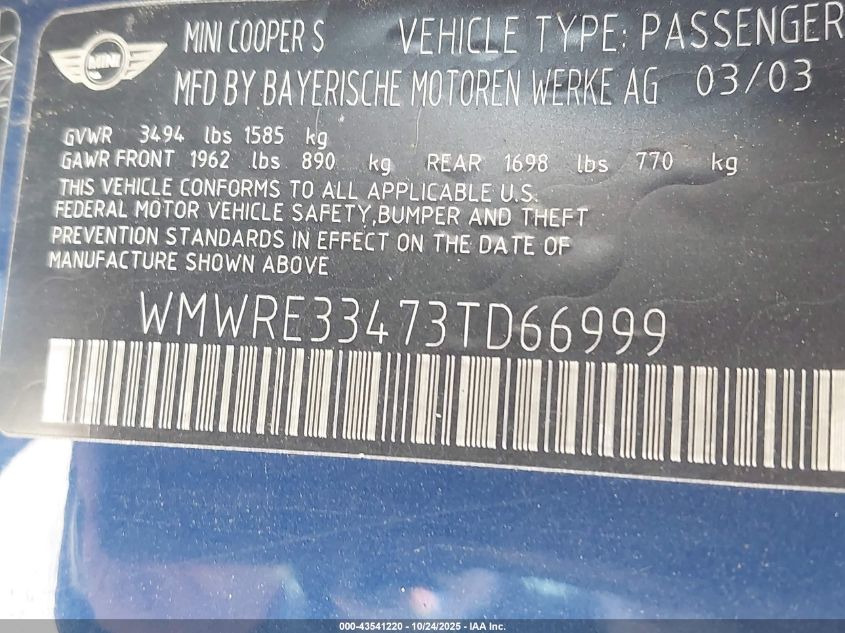 MINI
MINI COOPER S VEHICLE TYPE: PASSENGER
MFD BY BAYERISCHE MOTOREN WERKE AG 03/03
GVWR 3494 lbs 1585 kg
GAWR FRONT 1962 lbs 890 kg REAR 1698 lbs 770 kg
THIS VEHICLE CONFORMS TO ALL APPLICABLE U.S.
FEDERAL MOTOR VEHICLE SAFETY,BUMPER AND THEFT
PREVENTION STANDARDS IN EFFECT ON THE DATE OF
MANUFACTURE SHOWN ABOVE
WMWRE33473TD66999
000-43541220 - 10/24/2025 - IAA Inc.